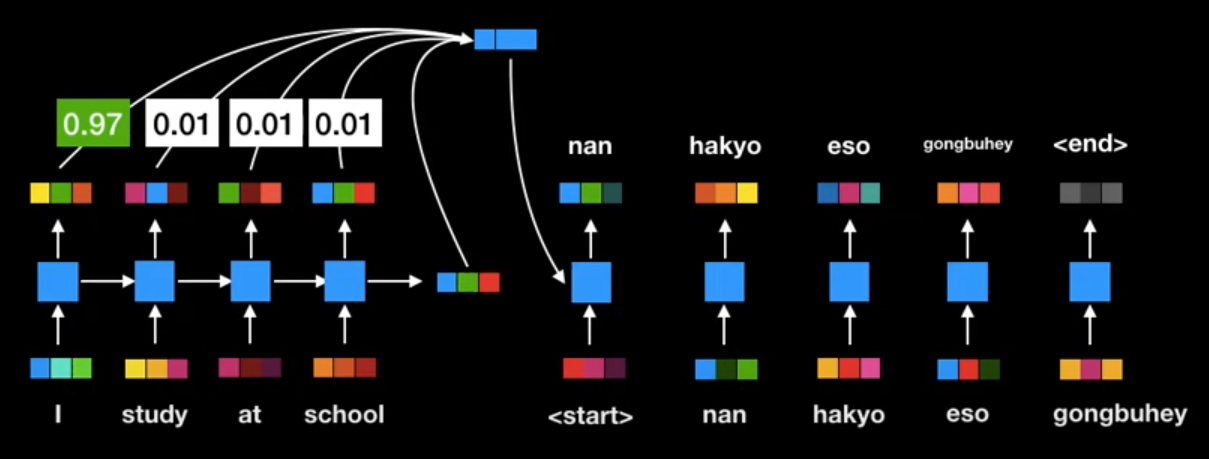 0.97 0.01 0.01 0.01
nan hakyo eso gongbuhey <end>
I study at school <start> nan hakyo eso gongbuhey